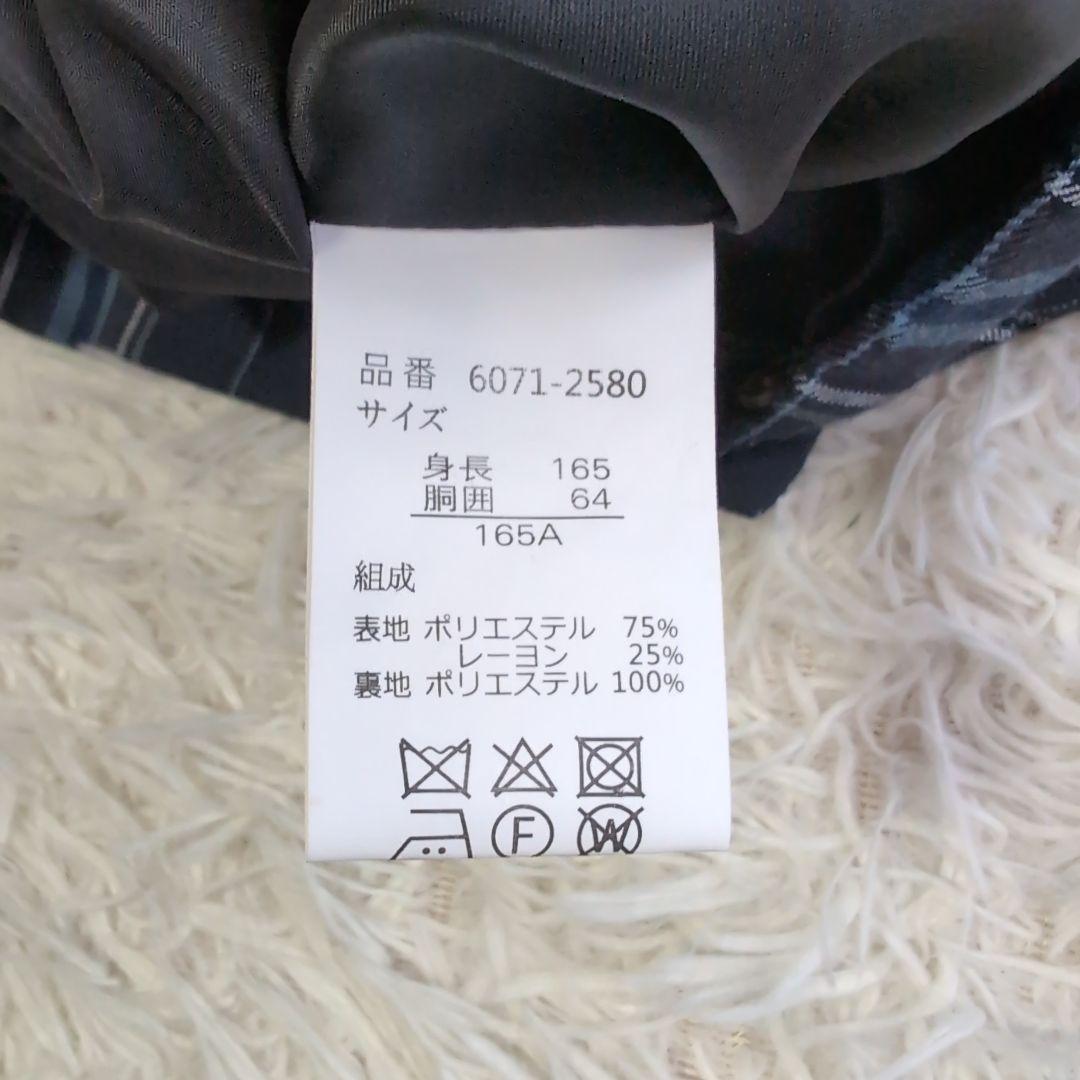 品番 6071-2580
サイズ
身長 165
胴囲 64
165A
組成
表地 ポリエステル 75%
レーヨン 25%
裏地 ポリエステル 100%
F W